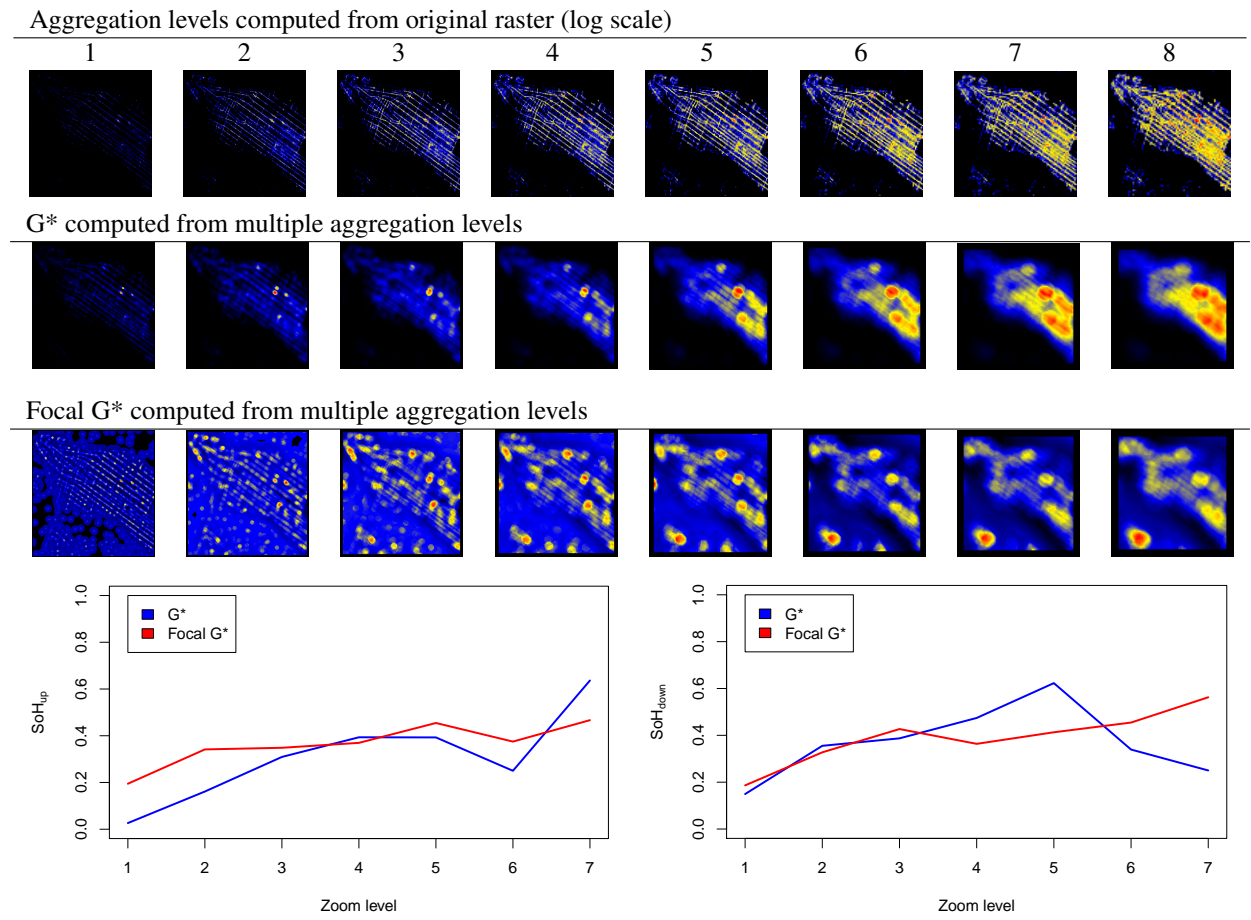 Aggregation levels computed from original raster (log scale)
1 2 3 4 5 6 7 8
G* computed from multiple aggregation levels
Focal G* computed from multiple aggregation levels
G*
Focal G*
SoH_up
0.0 0.2 0.4 0.6 0.8 1.0
1 2 3 4 5 6 7
Zoom level
G*
Focal G*
SoH_down
0.0 0.2 0.4 0.6 0.8 1.0
1 2 3 4 5 6 7
Zoom level